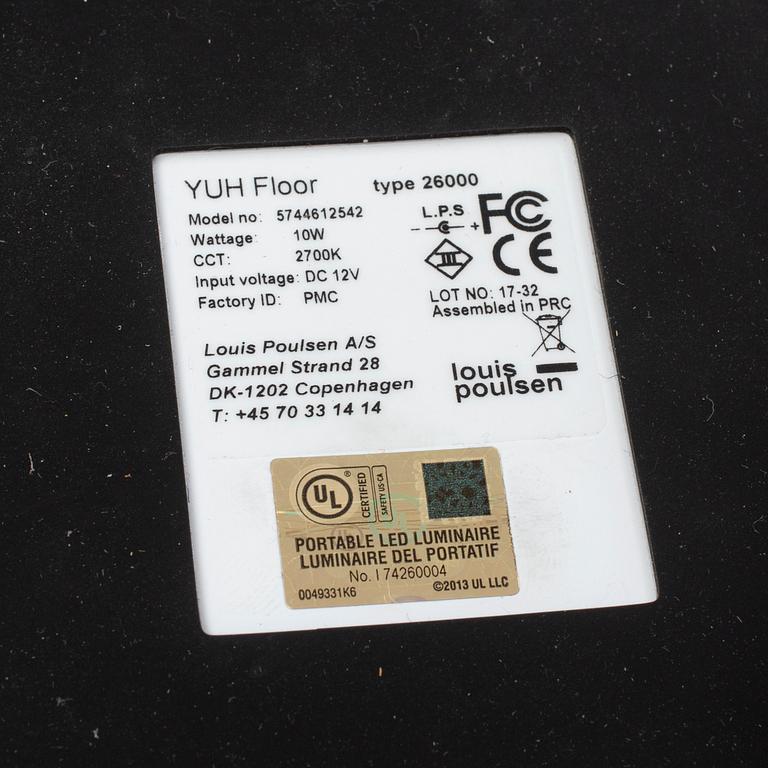 YUH Floor type 26000
Model no: 5744612542
Wattage: 10W
CCT: 2700K
Input voltage: DC 12V
Factory ID: PMC
L.P.S
- +
FC
CE
III
LOT NO: 17-32
Assembled in PRC
Louis Poulsen A/S
Gammel Strand 28
DK-1202 Copenhagen
T: +45 70 33 14 14
louis
poulsen
UL ®
CERTIFIED
SAFETY US-CA
PORTABLE LED LUMINAIRE
LUMINAIRE DEL PORTATIF
No. I 74260004
0049331K6 ©2013 UL LLC